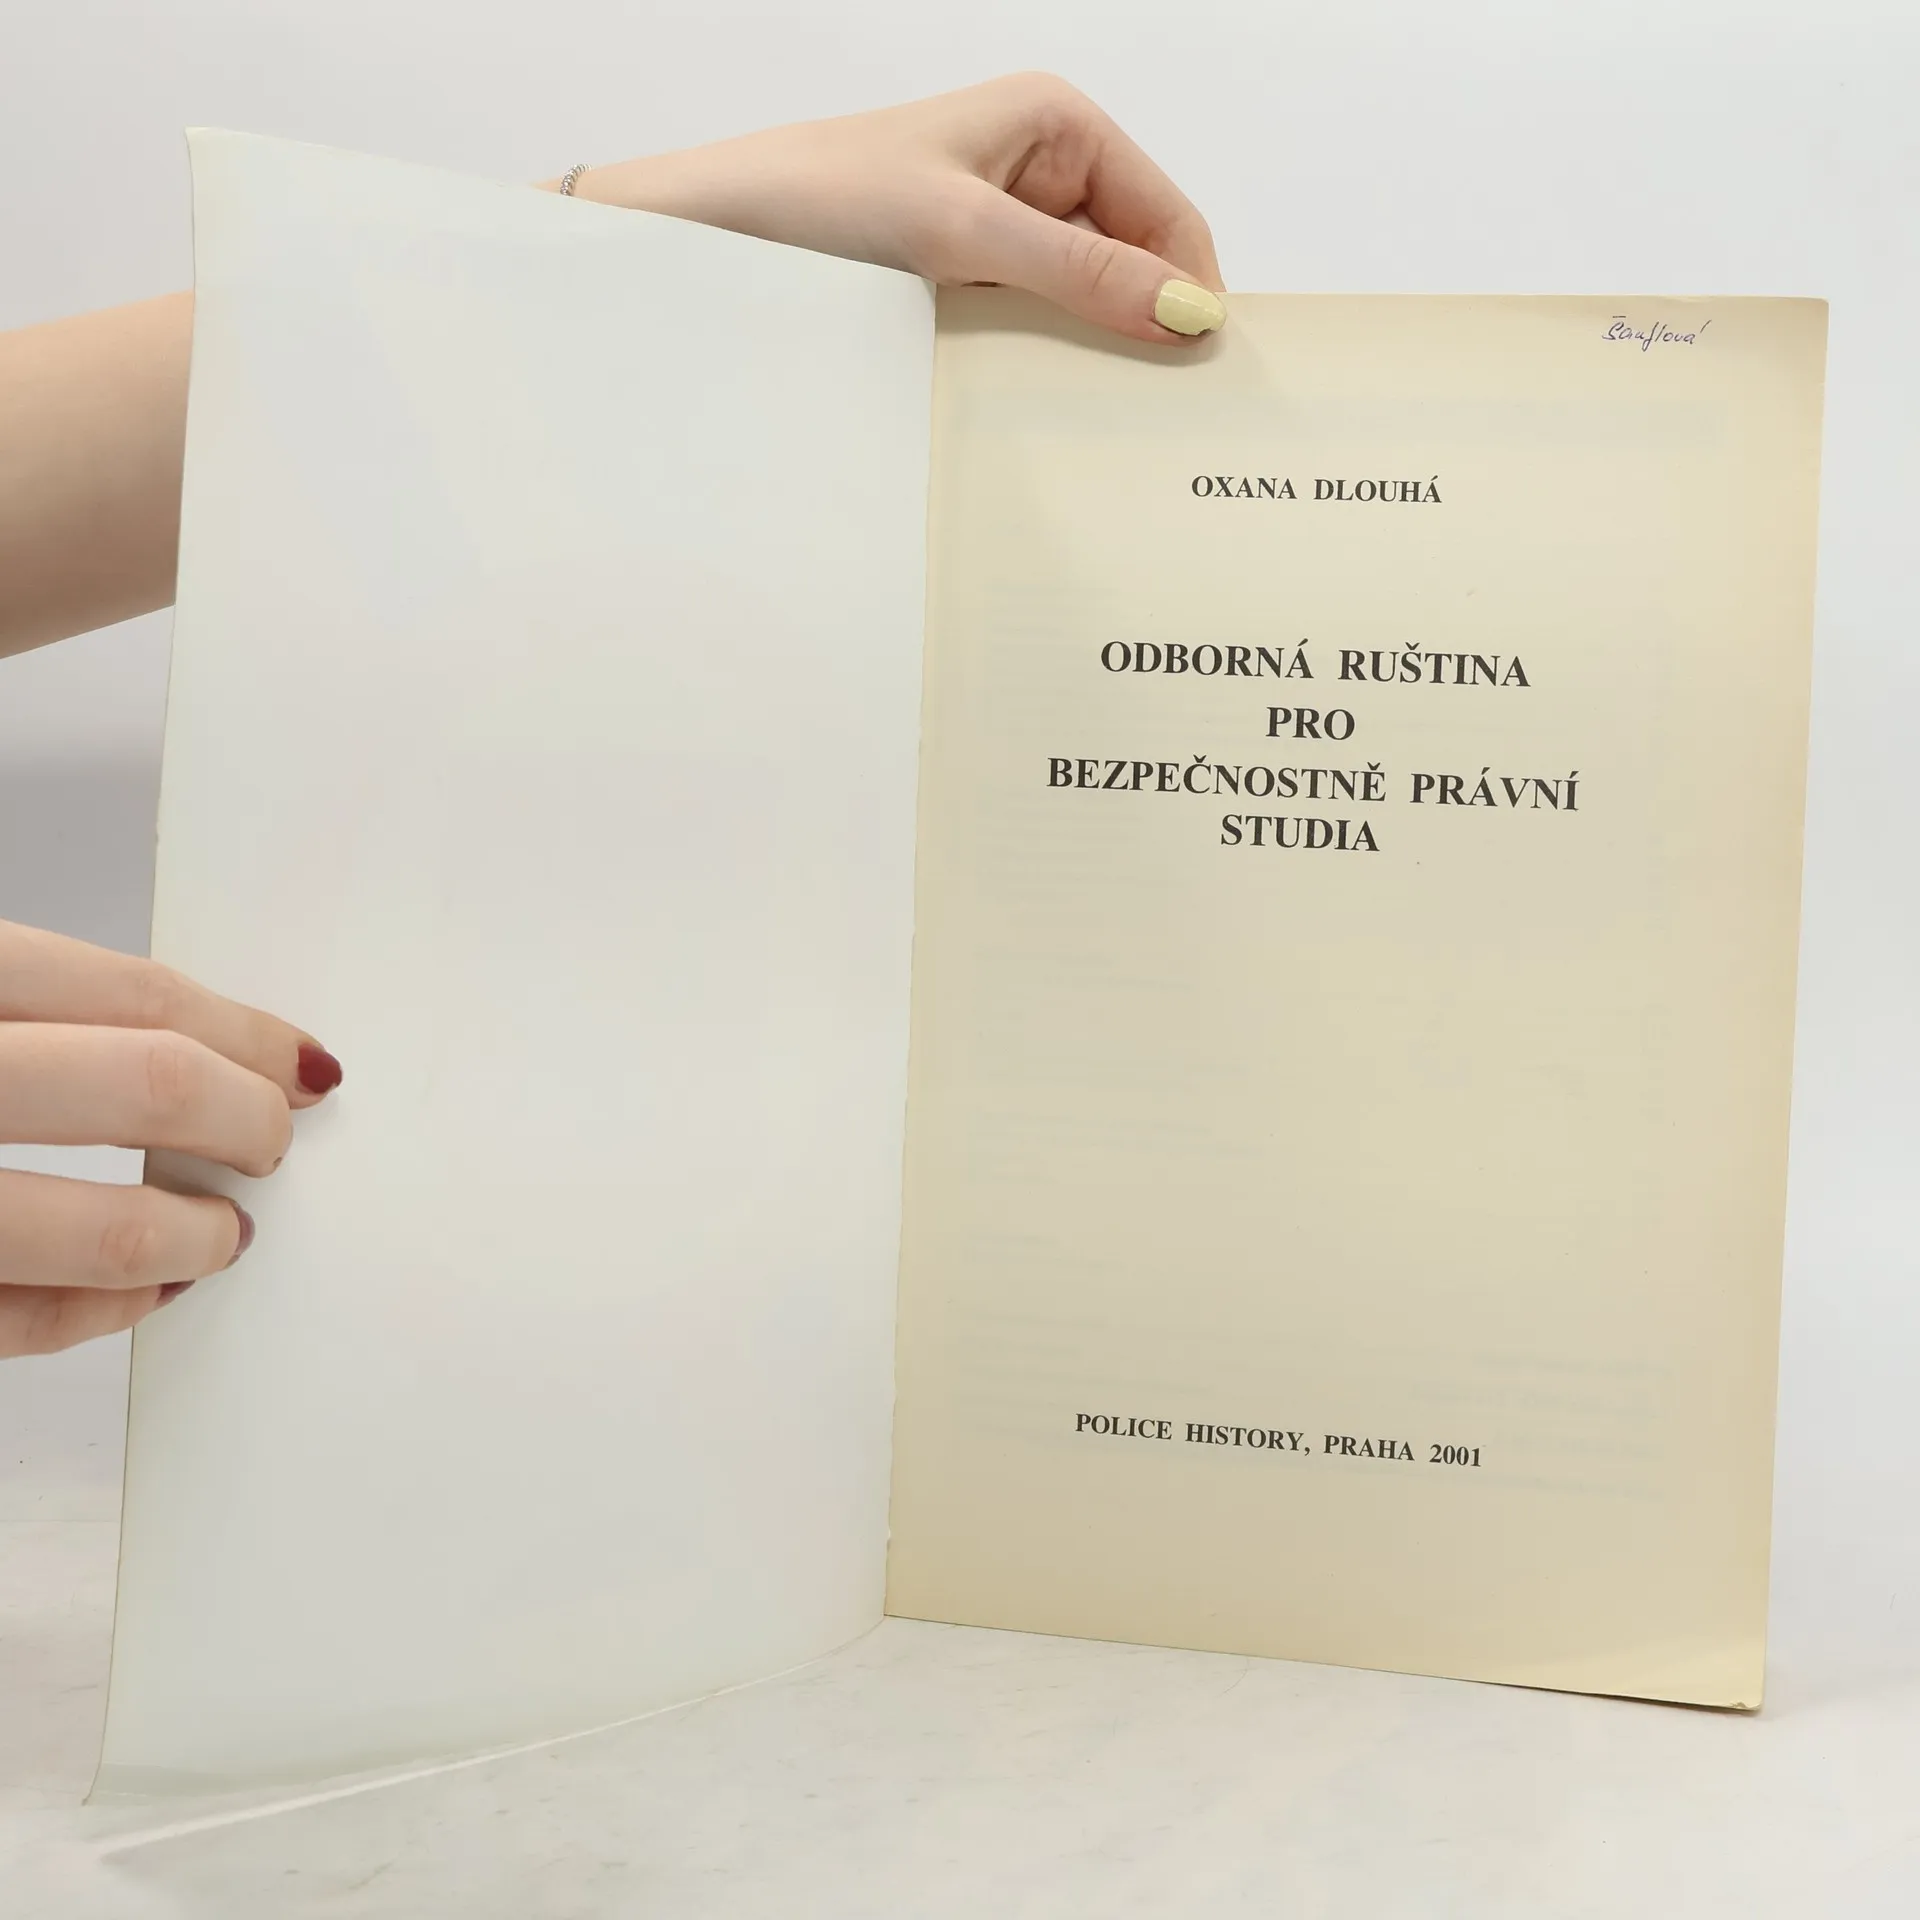 Šauflová
OXANA DLOUHÁ
ODBORNÁ RUŠTINA
PRO
BEZPEČNOSTNĚ PRÁVNÍ
STUDIA
POLICE HISTORY, PRAHA 2001